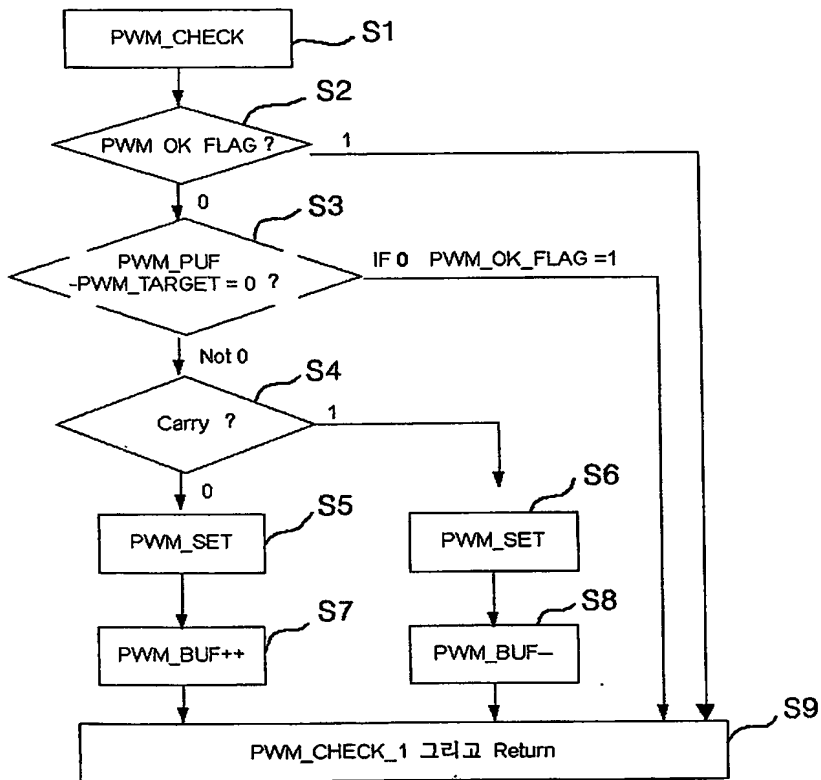 PWM_CHECK
S1
S2
PWM OK FLAG ?
1
0
S3
PWM_PUF
-PWM_TARGET = 0 ?
IF 0 PWM_OK_FLAG =1
Not 0
S4
Carry ?
1
0
S5
S6
PWM_SET
PWM_SET
S7
S8
PWM_BUF++
PWM_BUF–
S9
PWM_CHECK_1 그리고 Return